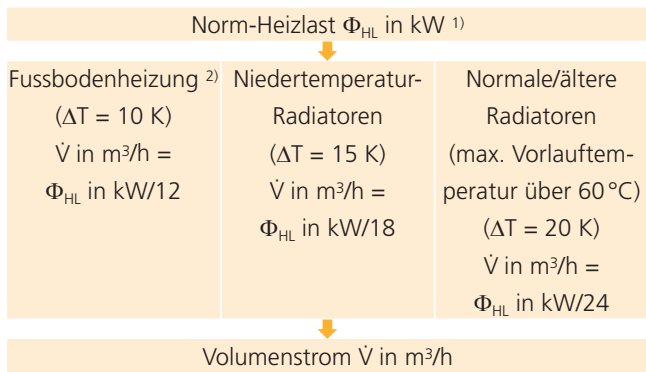 Norm-Heizlast Φ_HL in kW ¹⁾
Fussbodenheizung ²⁾
(ΔT = 10 K)
V̇ in m³/h =
Φ_HL in kW/12
Niedertemperatur-
Radiatoren
(ΔT = 15 K)
V̇ in m³/h =
Φ_HL in kW/18
Normale/ältere
Radiatoren
(max. Vorlauftem-
peratur über 60 °C)
(ΔT = 20 K)
V̇ in m³/h =
Φ_HL in kW/24
Volumenstrom V̇ in m³/h